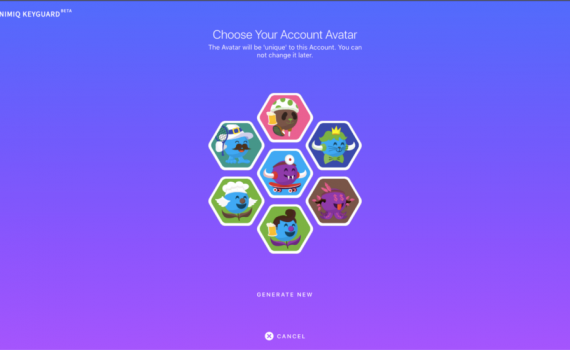 NIMIQ KEYGUARD BETA
Choose Your Account Avatar
The Avatar will be 'unique' to this Account. You can
not change it later.
GENERATE NEW
CANCEL